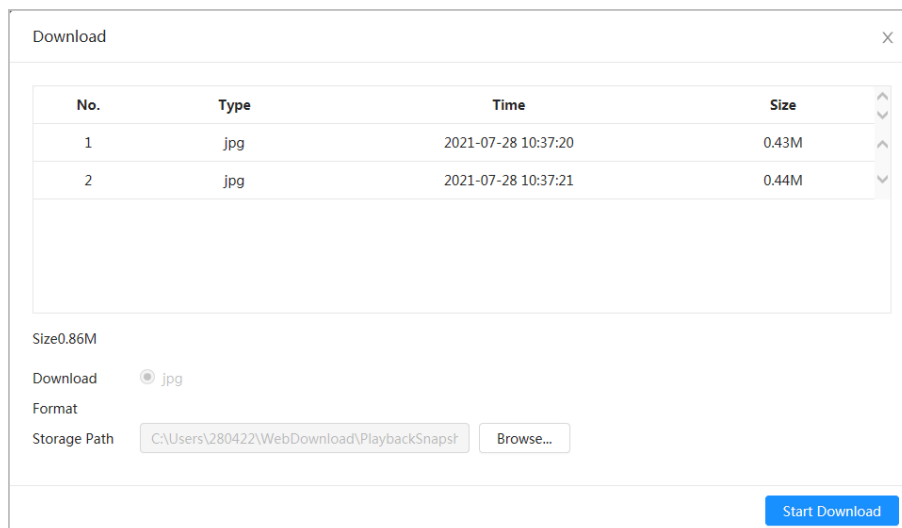 Download
No. Type Time Size
1 jpg 2021-07-28 10:37:20 0.43M
2 jpg 2021-07-28 10:37:21 0.44M
Size0.86M
Download jpg
Format
Storage Path C:\Users\280422\WebDownload\PlaybackSnapsh Browse...
Start Download